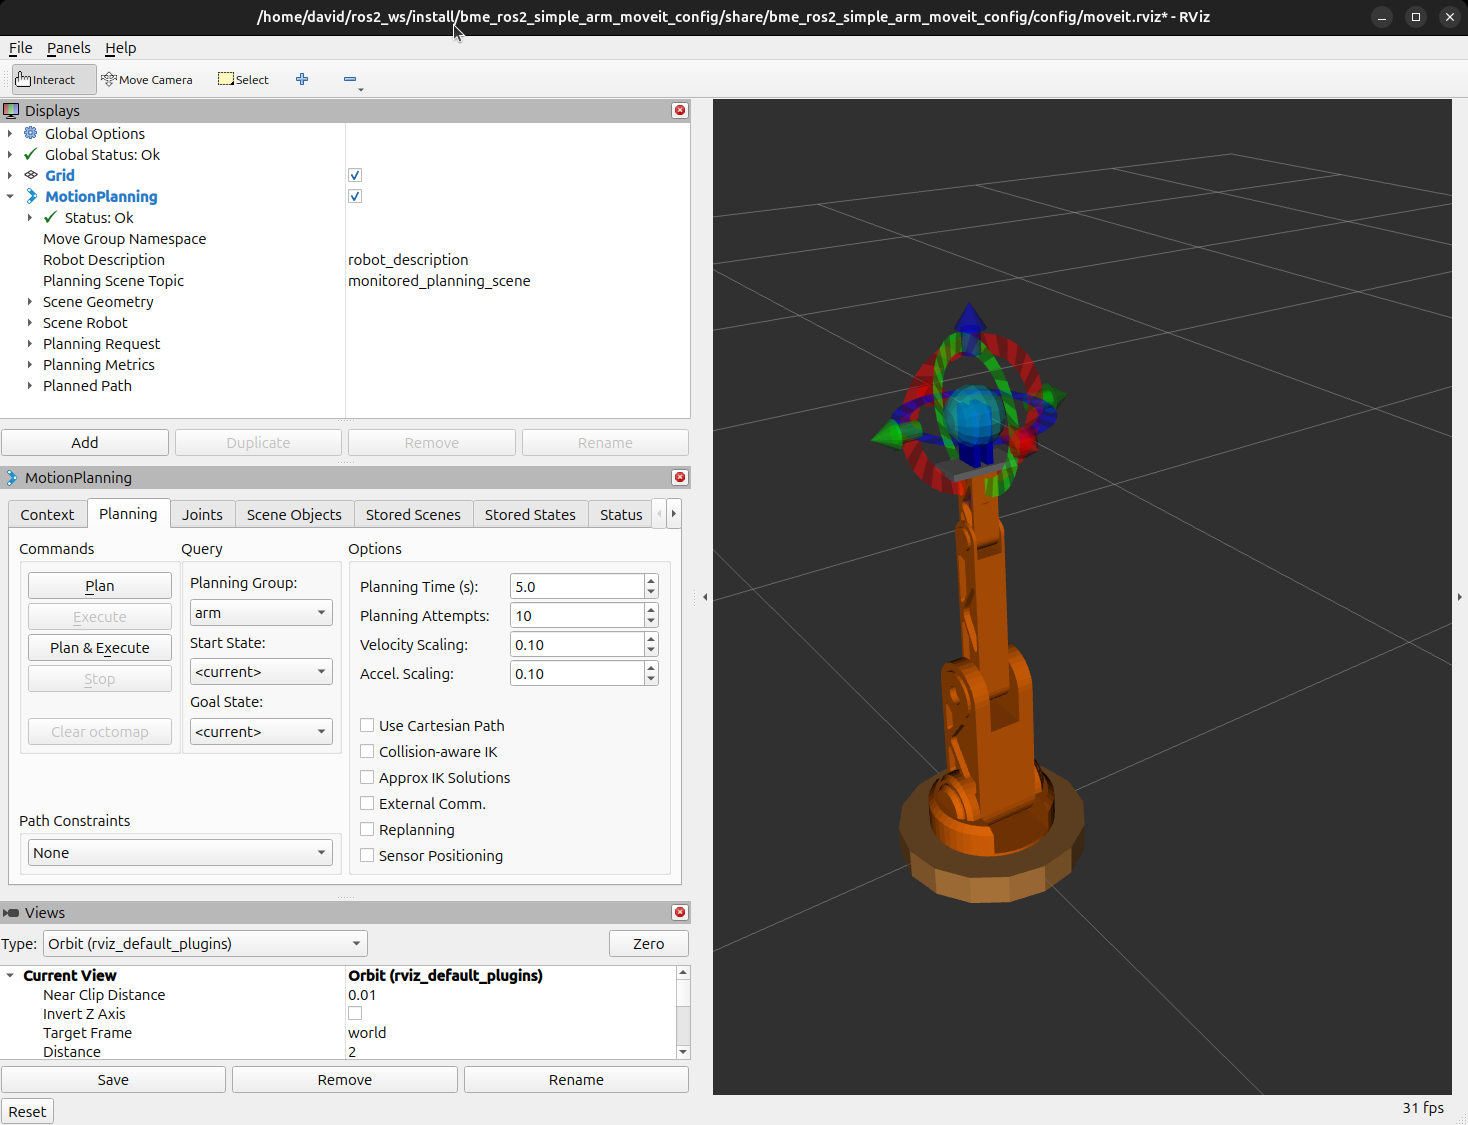 /home/david/ros2_ws/install/bme_ros2_simple_arm_moveit_config/share/bme_ros2_simple_arm_moveit_config/config/moveit.rviz* - RViz
File Panels Help
Interact Move Camera Select
Displays
Global Options
Global Status: Ok
Grid
MotionPlanning
Status: Ok
Move Group Namespace
Robot Description robot_description
Planning Scene Topic monitored_planning_scene
Scene Geometry
Scene Robot
Planning Request
Planning Metrics
Planned Path
Add Duplicate Remove Rename
MotionPlanning
Context Planning Joints Scene Objects Stored Scenes Stored States Status
Commands Query Options
Plan
Execute
Plan & Execute
Stop
Clear octomap
Planning Group:
arm
Start State:
<current>
Goal State:
<current>
Planning Time (s): 5.0
Planning Attempts: 10
Velocity Scaling: 0.10
Accel. Scaling: 0.10
Use Cartesian Path
Collision-aware IK
Approx IK Solutions
External Comm.
Replanning
Sensor Positioning
Path Constraints
None
Views
Type: Orbit (rviz_default_plugins) Zero
Current View Orbit (rviz_default_plugins)
Near Clip Distance 0.01
Invert Z Axis
Target Frame world
Distance 2
Save Remove Rename
Reset
31 fps